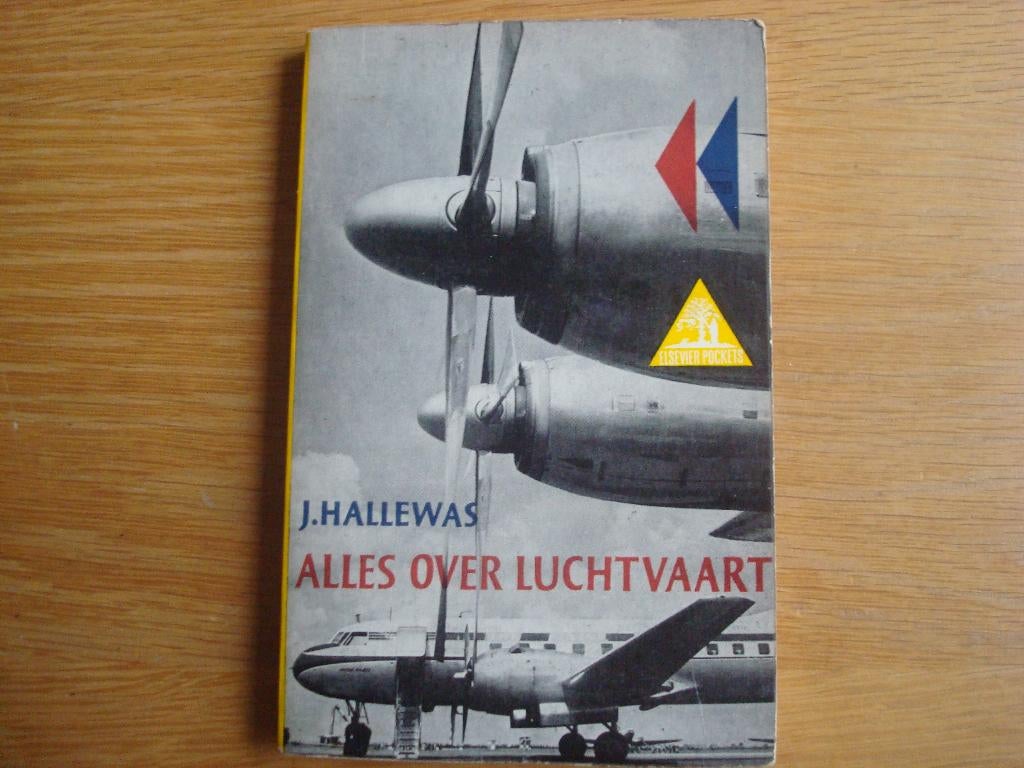 ELSEVIER POCKETS
J.HALLEWAS
ALLES OVER LUCHTVAART